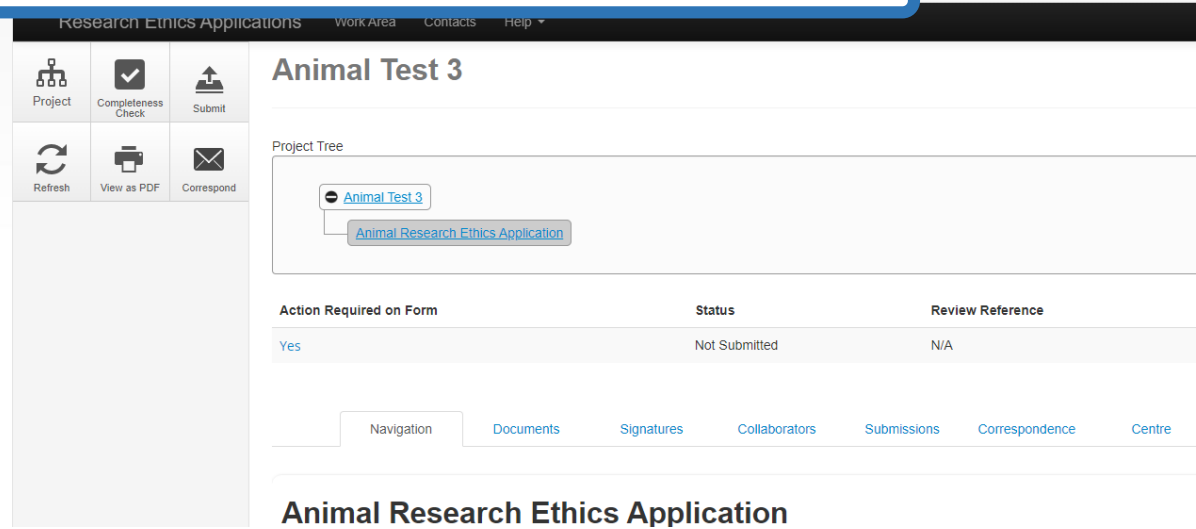 Research Ethics Applications Work Area Contacts Help
Animal Test 3
Project Completeness Check Submit
Refresh View as PDF Correspond
Project Tree
Animal Test 3
Animal Research Ethics Application
Action Required on Form Status Review Reference
Yes Not Submitted N/A
Navigation Documents Signatures Collaborators Submissions Correspondence Centre
Animal Research Ethics Application